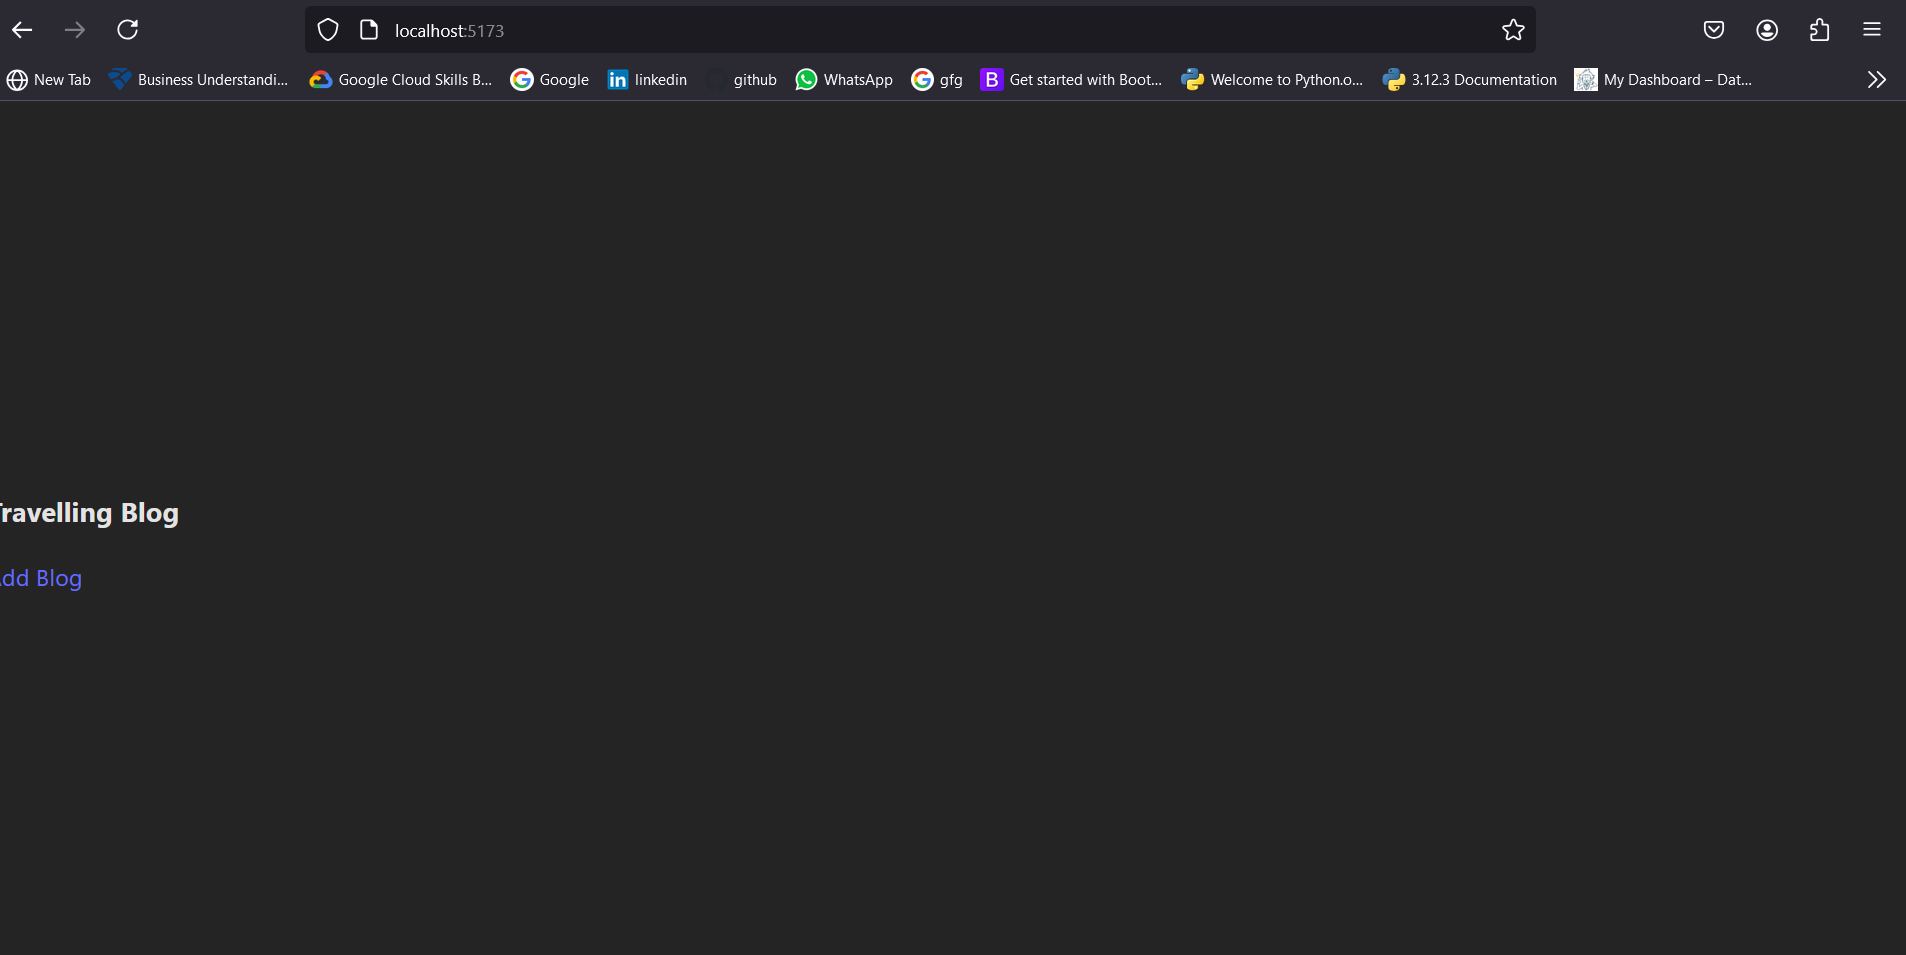 localhost:5173
New Tab Business Understandi... Google Cloud Skills B... Google linkedin github WhatsApp gfg Get started with Boot... Welcome to Python.o... 3.12.3 Documentation My Dashboard – Dat...
Travelling Blog
dd Blog